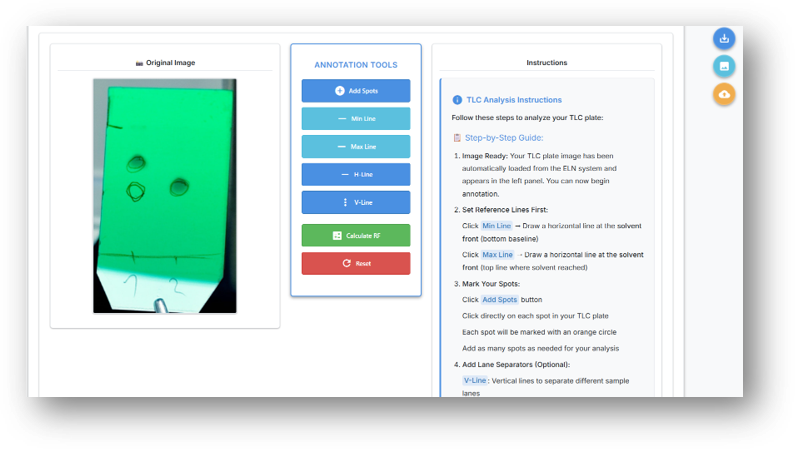 Original Image
1 2
ANNOTATION TOOLS
Add Spots
Min Line
Max Line
H-Line
V-Line
Calculate RF
Reset
Instructions
TLC Analysis Instructions
Follow these steps to analyze your TLC plate:
Step-by-Step Guide:
1. Image Ready: Your TLC plate image has been
automatically loaded from the ELN system and
appears in the left panel. You can now begin
annotation.
2. Set Reference Lines First:
Click Min Line → Draw a horizontal line at the solvent
front (bottom baseline)
Click Max Line → Draw a horizontal line at the solvent
front (top line where solvent reached)
3. Mark Your Spots:
Click Add Spots button
Click directly on each spot in your TLC plate
Each spot will be marked with an orange circle
Add as many spots as needed for your analysis
4. Add Lane Separators (Optional):
V-Line: Vertical lines to separate different sample
lanes